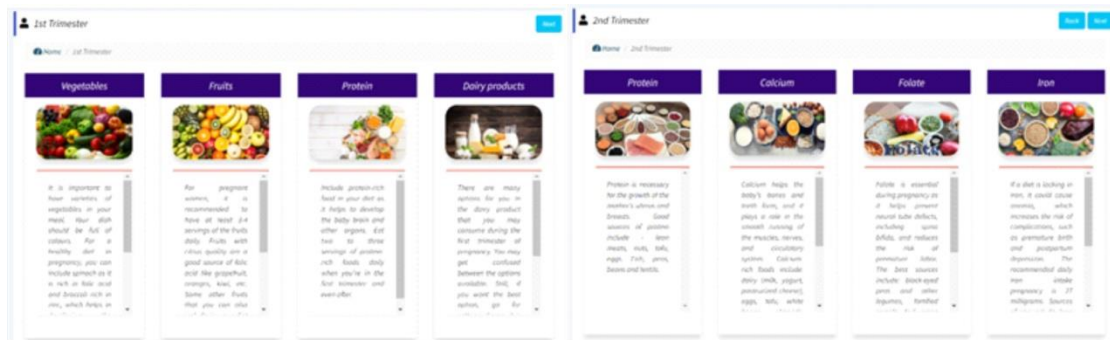 1st Trimester
Next
Home / 1st Trimester
Vegetables
It is important to
have varieties of
vegetables in your
meal. Your dish
should be full of
colours. For a
healthy diet in
pregnancy, you can
include spinach as it
is rich in folic acid
and broccoli rich in
iron, which helps in
Fruits
For pregnant
women, it is
recommended to
have at least 3-4
servings of the fruits
daily. Fruits with
citrus quality are a
good source of folic
acid like grapefruit,
oranges, kiwi, etc.
Some other fruits
that you can also
Protein
Include protein-rich
food in your diet as
it helps to develop
the baby brain and
other organs. Eat
two to three
servings of protein-
rich foods daily
when you're in the
first trimester and
even after.
Dairy products
There are many
options for you in
the dairy product
that you may
consume during the
first trimester of
pregnancy. You may
get confused
between the options
available. Still, if
you want the best
option, go for
2nd Trimester
Back
Next
Home / 2nd Trimester
Protein
Protein is necessary
for the growth of the
mother's uterus and
breasts. Good
sources of protein
include - lean
meats, nuts, tofu,
eggs, fish, peas,
beans and lentils.
Calcium
Calcium helps the
baby's bones and
teeth form, and it
plays a role in the
smooth running of
the muscles, nerves,
and circulatory
system. Calcium-
rich foods include
dairy (milk, yogurt,
pasteurized cheese),
eggs, tofu, white
Folate
Folate is essential
during pregnancy as
it helps prevent
neural tube defects,
including spina
bifida, and reduces
the risk of
premature labor.
The best sources
include: black-eyed
peas and other
legumes, fortified
Iron
If a diet is lacking in
iron, it could cause
anemia, which
increases the risk of
complications, such
as premature birth
and postpartum
depression. The
recommended daily
iron intake
pregnancy is 27
milligrams. Sources